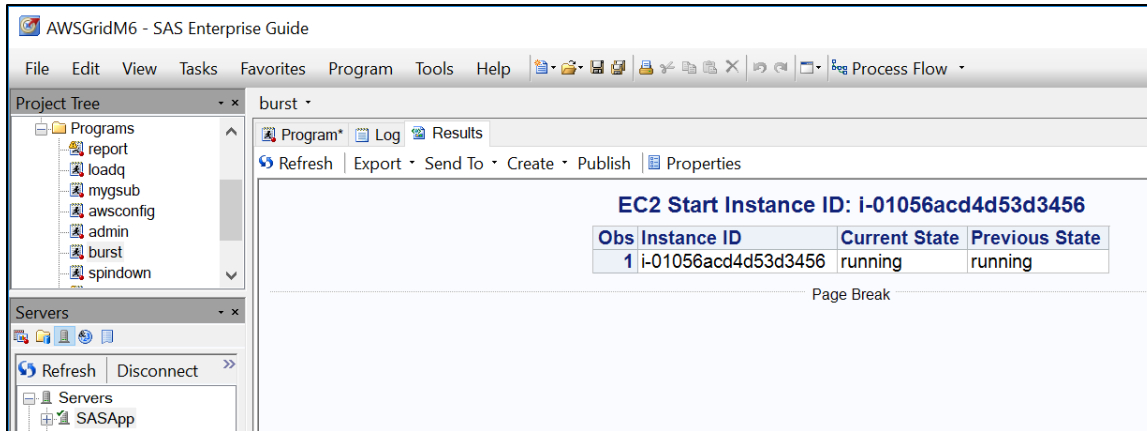 AWSGridM6 - SAS Enterprise Guide
File Edit View Tasks Favorites Program Tools Help Process Flow
Project Tree
Programs
report
loadq
mygsub
awsconfig
admin
burst
spindown
Servers
Refresh Disconnect
Servers
SASApp
burst
Program* Log Results
Refresh Export Send To Create Publish Properties
EC2 Start Instance ID: i-01056acd4d53d3456
Obs Instance ID Current State Previous State
1 i-01056acd4d53d3456 running running
Page Break